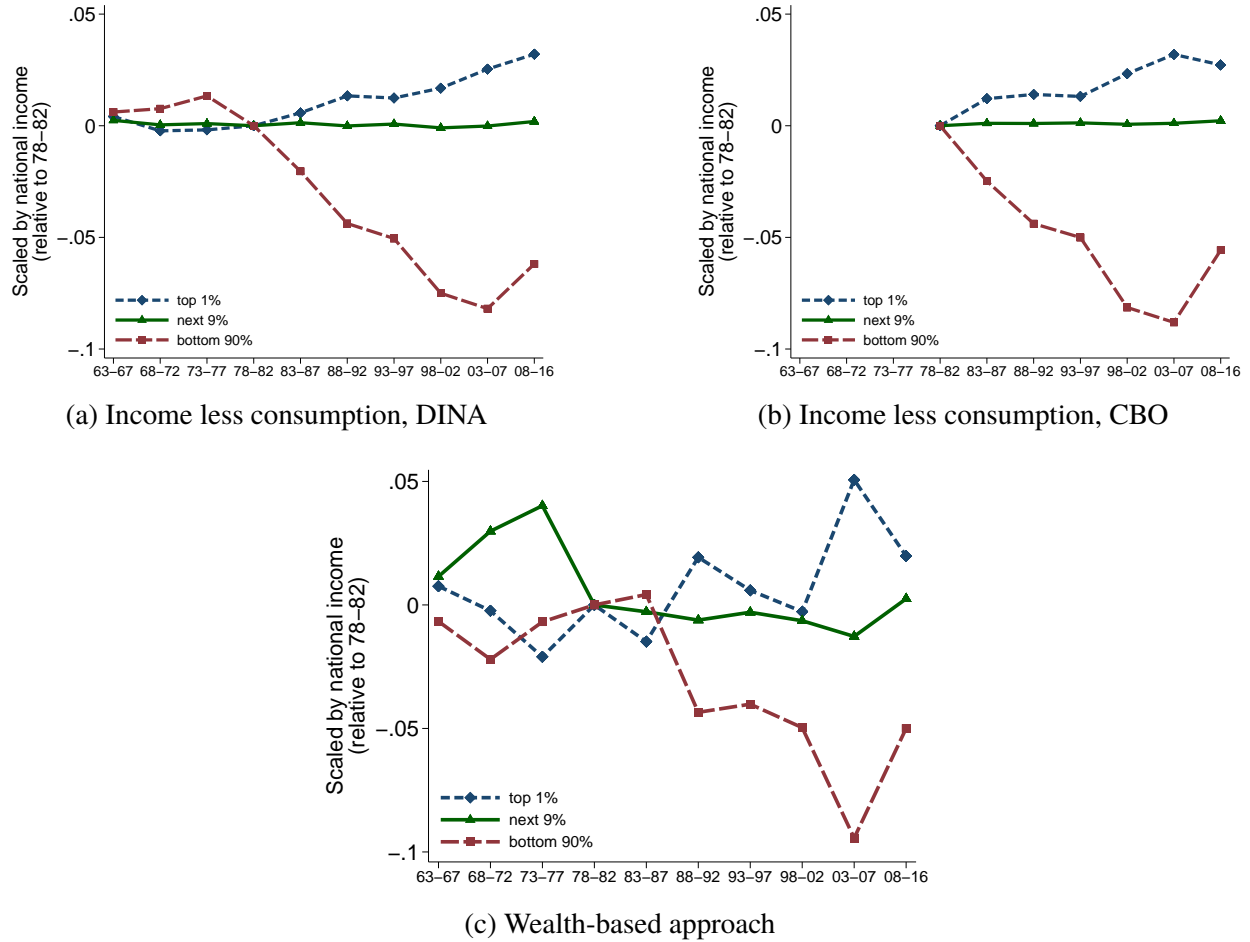 .05
0
−.05
−.1
Scaled by national income
(relative to 78−82)
top 1%
next 9%
bottom 90%
63−67 68−72 73−77 78−82 83−87 88−92 93−97 98−02 03−07 08−16
(a) Income less consumption, DINA
.05
0
−.05
−.1
Scaled by national income
(relative to 78−82)
top 1%
next 9%
bottom 90%
63−67 68−72 73−77 78−82 83−87 88−92 93−97 98−02 03−07 08−16
(b) Income less consumption, CBO
.05
0
−.05
−.1
Scaled by national income
(relative to 78−82)
top 1%
next 9%
bottom 90%
63−67 68−72 73−77 78−82 83−87 88−92 93−97 98−02 03−07 08−16
(c) Wealth-based approach